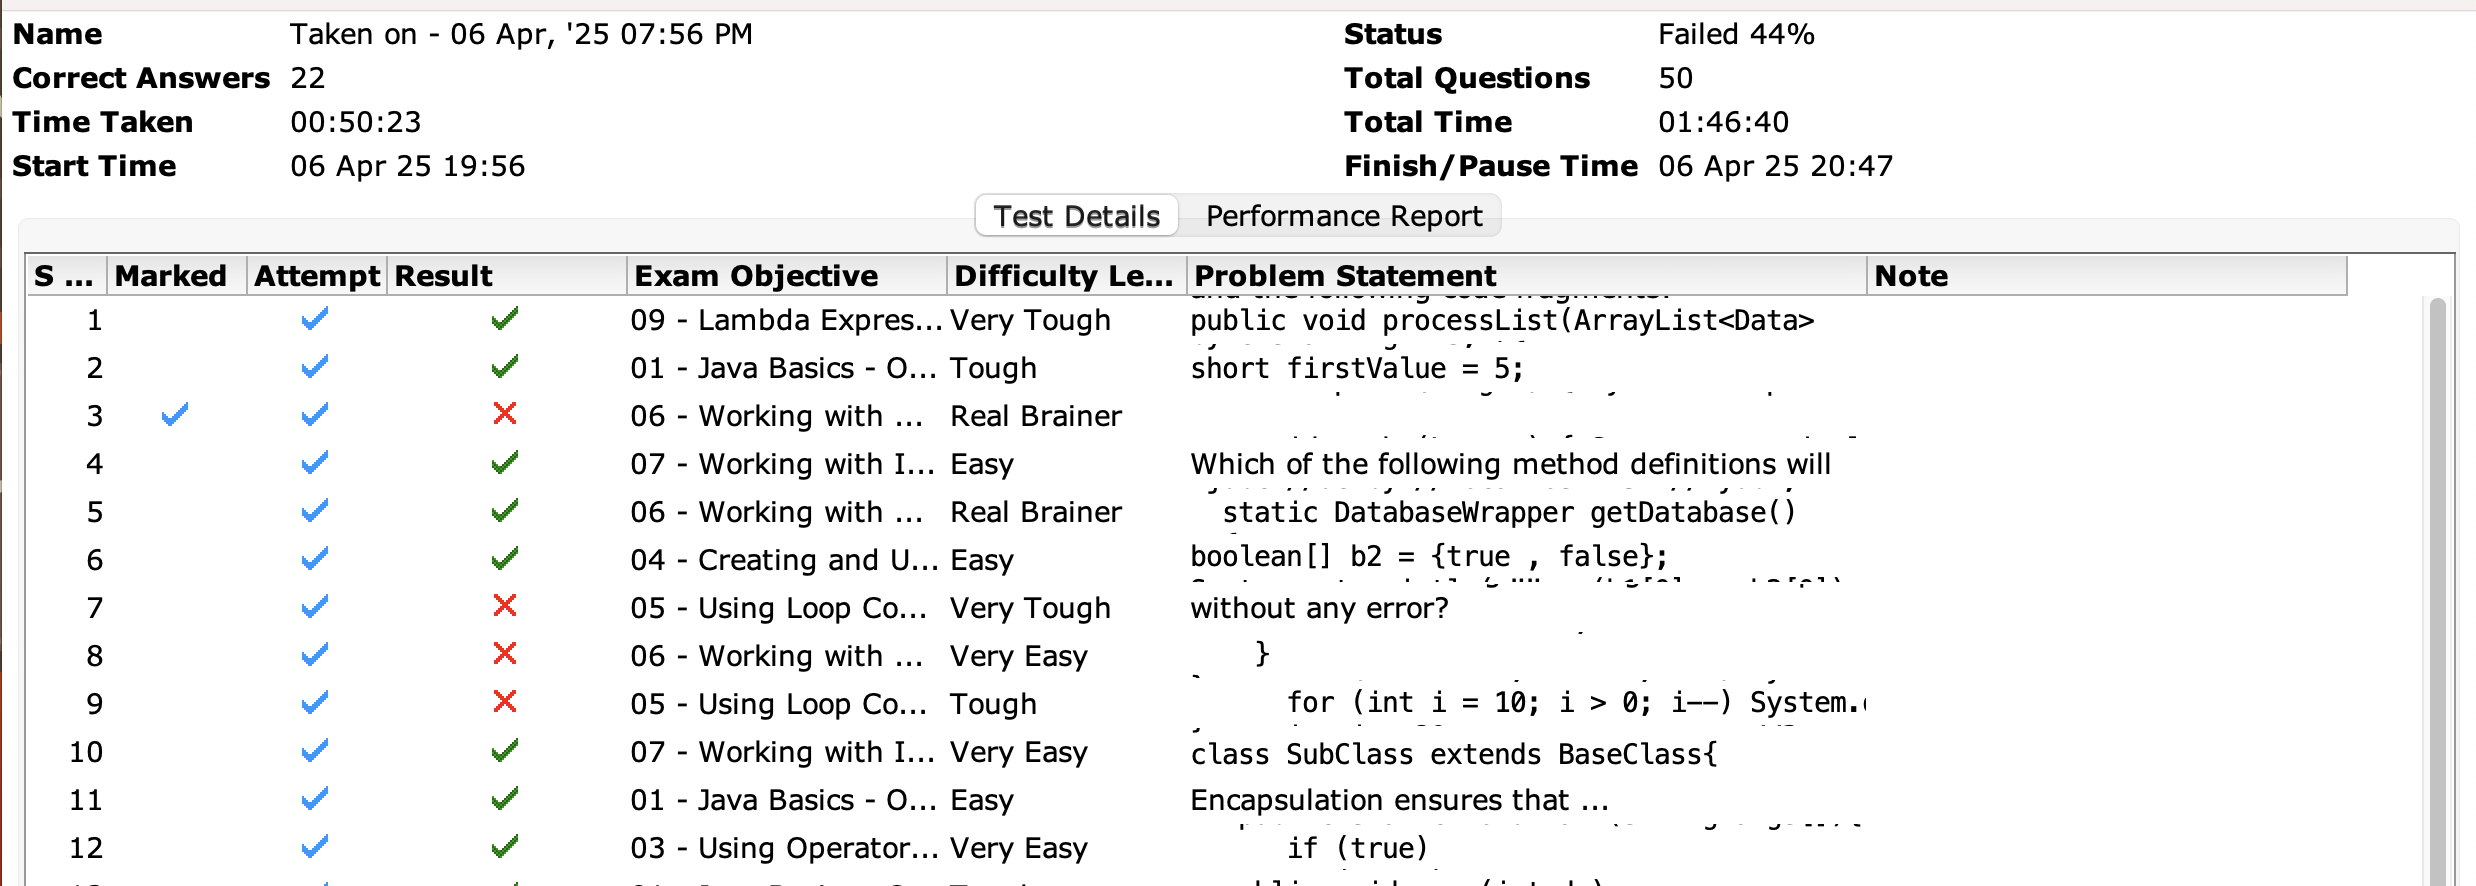 Name Taken on - 06 Apr, '25 07:56 PM Status Failed 44%
Correct Answers 22 Total Questions 50
Time Taken 00:50:23 Total Time 01:46:40
Start Time 06 Apr 25 19:56 Finish/Pause Time 06 Apr 25 20:47
Test Details Performance Report
S ... Marked Attempt Result Exam Objective Difficulty Le... Problem Statement Note
1 09 - Lambda Expres... Very Tough public void processList(ArrayList<Data>
2 01 - Java Basics - O... Tough short firstValue = 5;
3 06 - Working with ... Real Brainer
4 07 - Working with I... Easy Which of the following method definitions will
5 06 - Working with ... Real Brainer static DatabaseWrapper getDatabase()
6 04 - Creating and U... Easy boolean[] b2 = {true , false};
7 05 - Using Loop Co... Very Tough without any error?
8 06 - Working with ... Very Easy }
9 05 - Using Loop Co... Tough for (int i = 10; i > 0; i--) System.
10 07 - Working with I... Very Easy class SubClass extends BaseClass{
11 01 - Java Basics - O... Easy Encapsulation ensures that ...
12 03 - Using Operator... Very Easy if (true)